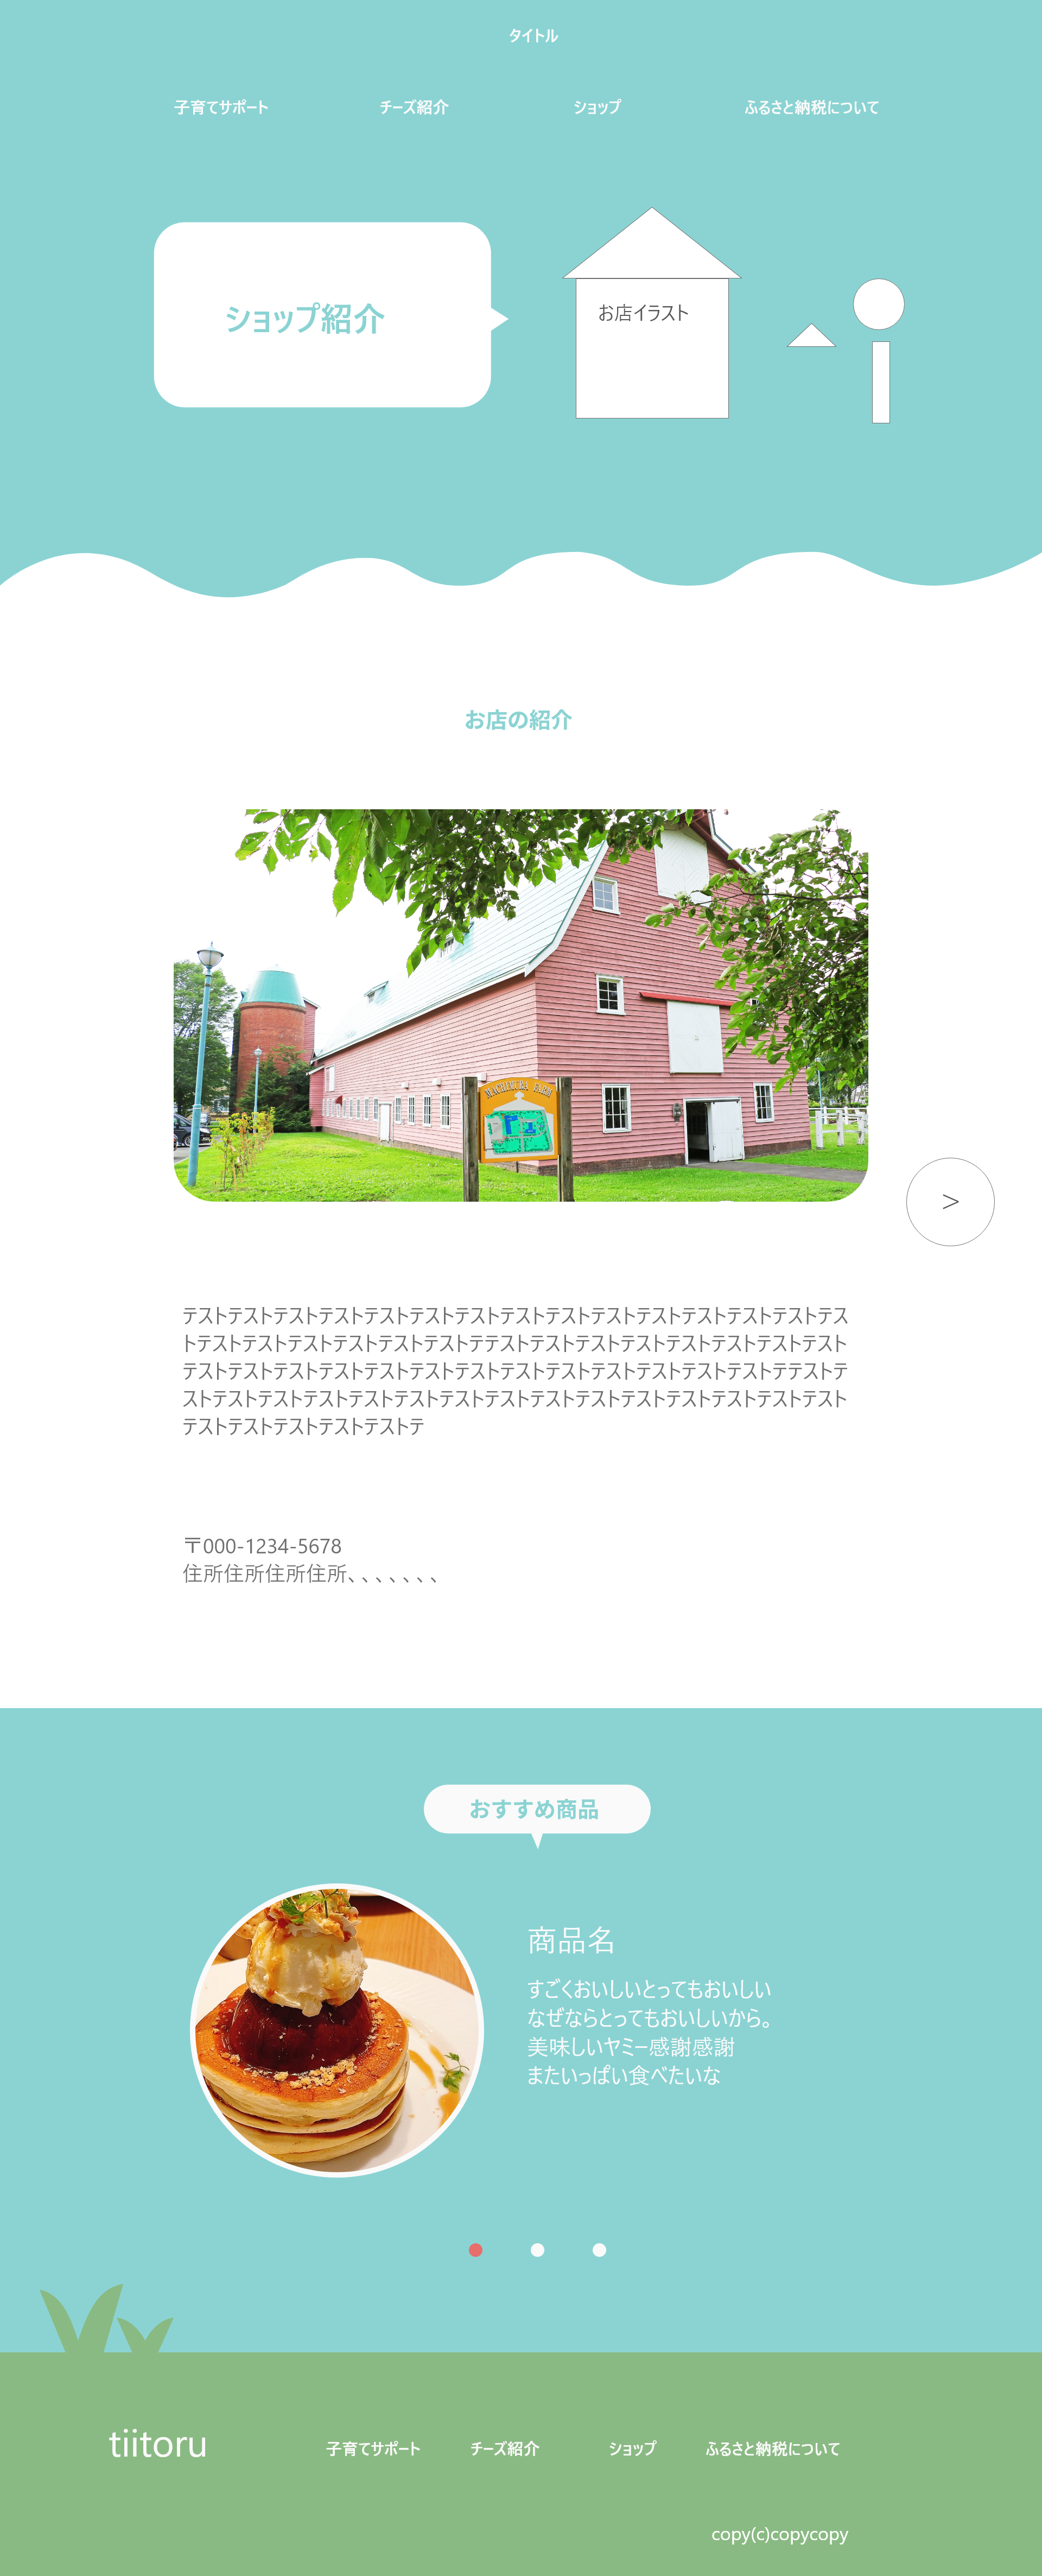 タイトル
子育てサポート
チーズ紹介
ショップ
ふるさと納税について
ショップ紹介
お店イラスト
お店の紹介
MACHIMURA FARM
>
テストテストテストテストテストテストテストテストテストテストテストテストテストテストテス
トテストテストテストテストテストテストテテストテストテストテストテストテストテストテスト
テストテストテストテストテストテストテストテストテストテストテストテストテストテテストテ
ストテストテストテストテストテストテストテストテストテストテストテストテストテストテスト
テストテストテストテストテストテ
〒000-1234-5678
住所住所住所住所、、、、、、、
おすすめ商品
商品名
すごくおいしいとってもおいしい
なぜならとってもおいしいから。
美味しいヤミー感謝感謝
またいっぱい食べたいな
tiitoru
子育てサポート
チーズ紹介
ショップ
ふるさと納税について
copy(c)copycopy